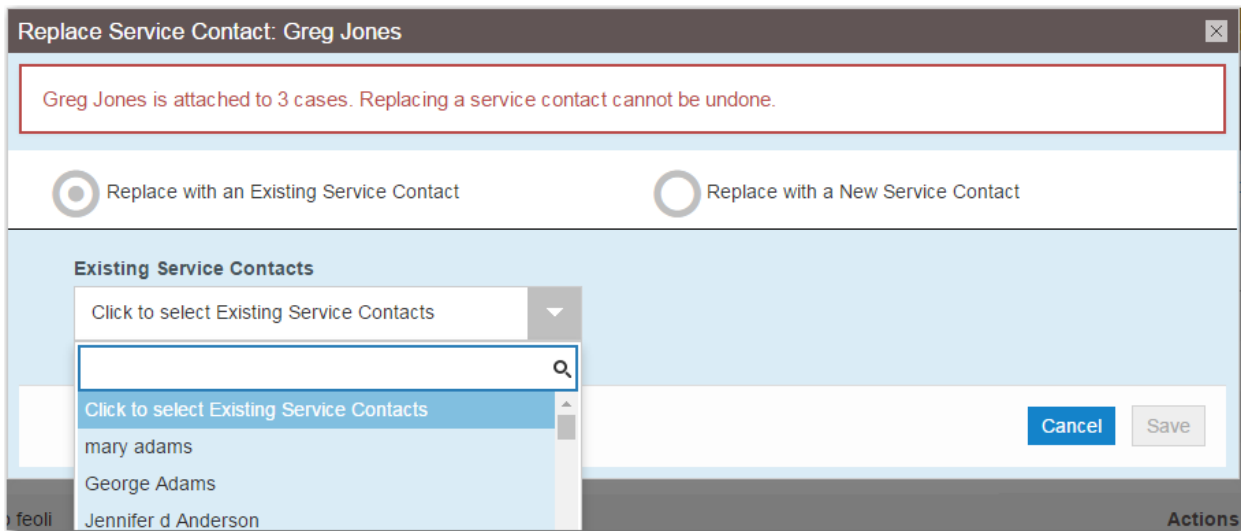 Replace Service Contact: Greg Jones
Greg Jones is attached to 3 cases. Replacing a service contact cannot be undone.
Replace with an Existing Service Contact
Replace with a New Service Contact
Existing Service Contacts
Click to select Existing Service Contacts
Click to select Existing Service Contacts
mary adams
George Adams
Jennifer d Anderson
Cancel
Save
feoli
Actions